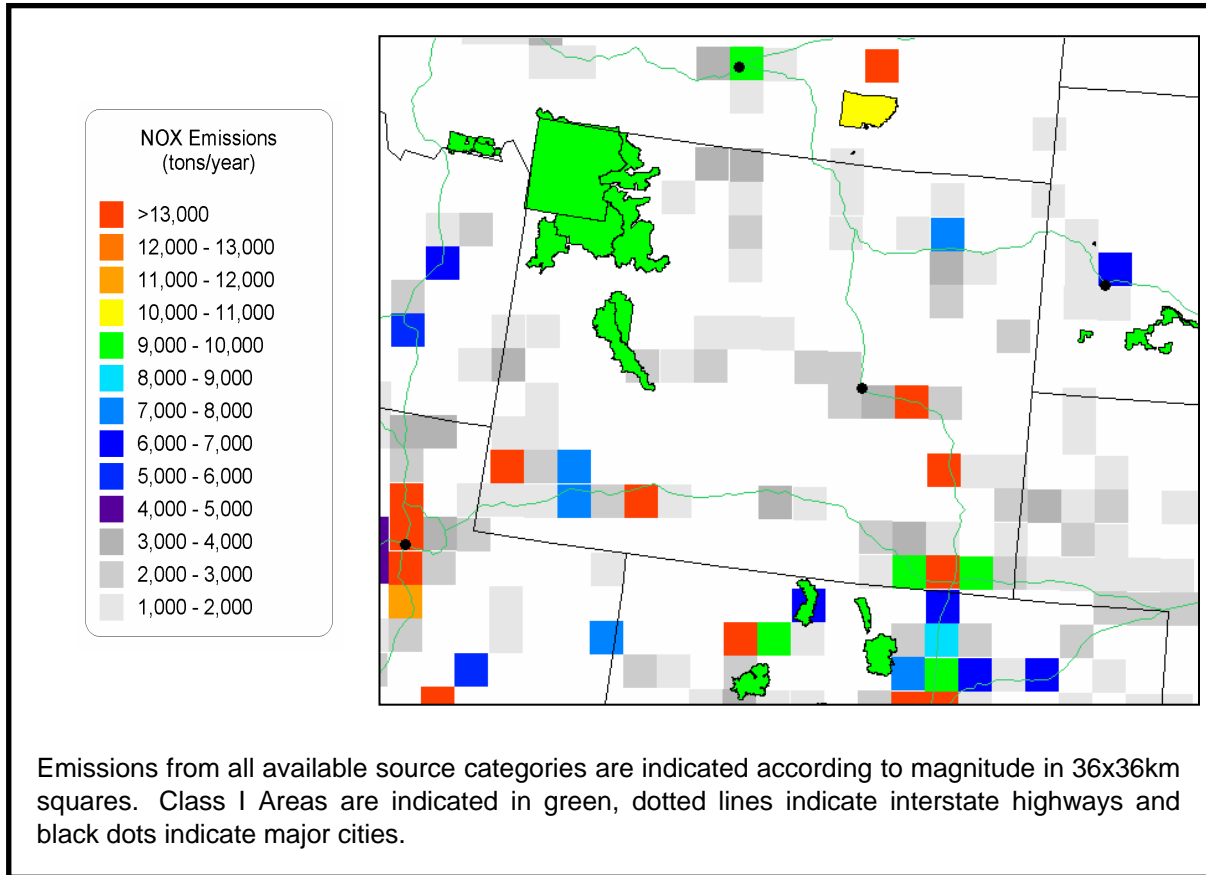 NOX Emissions
(tons/year)
>13,000
12,000 - 13,000
11,000 - 12,000
10,000 - 11,000
9,000 - 10,000
8,000 - 9,000
7,000 - 8,000
6,000 - 7,000
5,000 - 6,000
4,000 - 5,000
3,000 - 4,000
2,000 - 3,000
1,000 - 2,000
Emissions from all available source categories are indicated according to magnitude in 36x36km
squares. Class I Areas are indicated in green, dotted lines indicate interstate highways and
black dots indicate major cities.